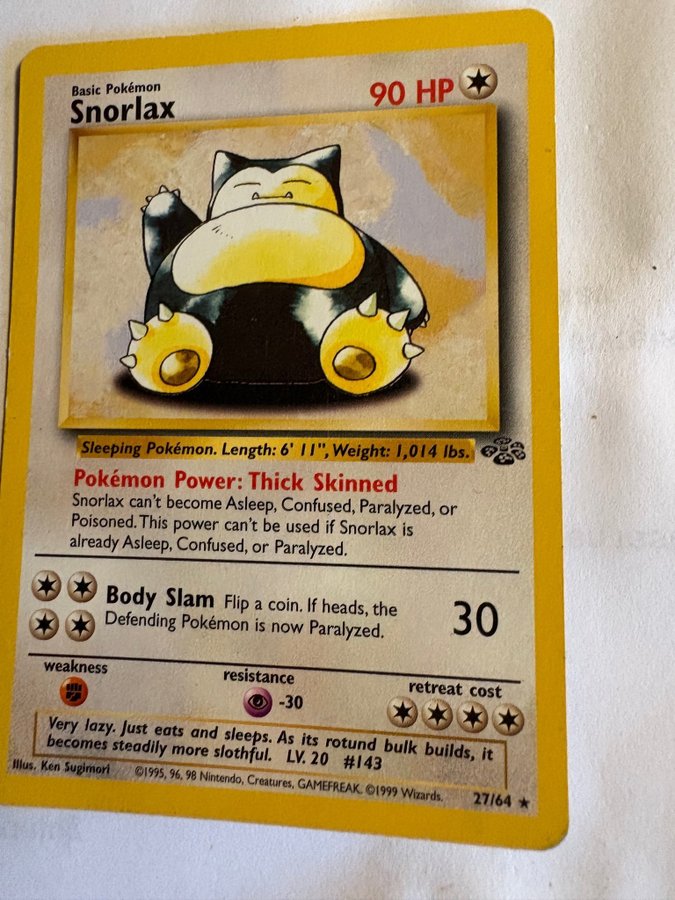 Basic Pokémon
Snorlax
90 HP
Sleeping Pokémon. Length: 6' 11", Weight: 1,014 lbs.
Pokémon Power: Thick Skinned
Snorlax can't become Asleep, Confused, Paralyzed, or
Poisoned. This power can't be used if Snorlax is
already Asleep, Confused, or Paralyzed.
Body Slam Flip a coin. If heads, the
Defending Pokémon is now Paralyzed.
30
weakness
resistance
-30
retreat cost
Very lazy. Just eats and sleeps. As its rotund bulk builds, it
becomes steadily more slothful. LV. 20 #143
Illus. Ken Sugimori
©1995, 96, 98 Nintendo, Creatures, GAMEFREAK. ©1999 Wizards.
27/64 ★